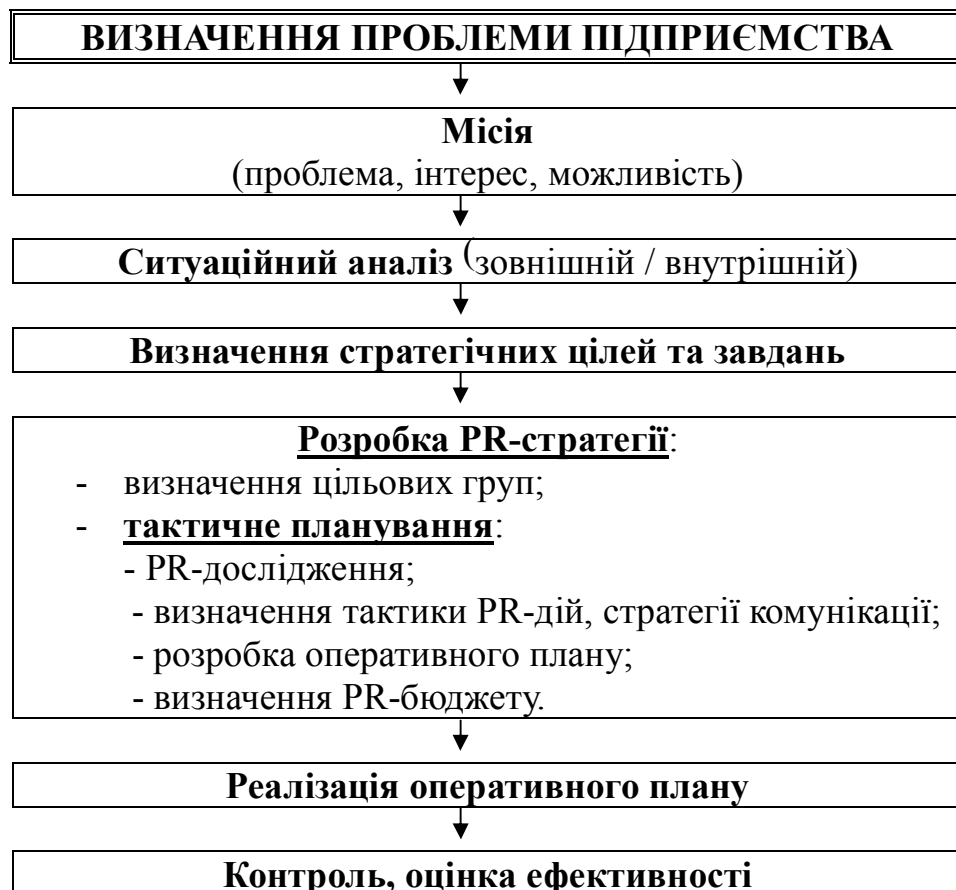 ВИЗНАЧЕННЯ ПРОБЛЕМИ ПІДПРИЄМСТВА
Місія
(проблема, інтерес, можливість)
Ситуаційний аналіз (зовнішній / внутрішній)
Визначення стратегічних цілей та завдань
Розробка PR-стратегії:
- визначення цільових груп;
- тактичне планування:
- PR-дослідження;
- визначення тактики PR-дій, стратегії комунікації;
- розробка оперативного плану;
- визначення PR-бюджету.
Реалізація оперативного плану
Контроль, оцінка ефективності